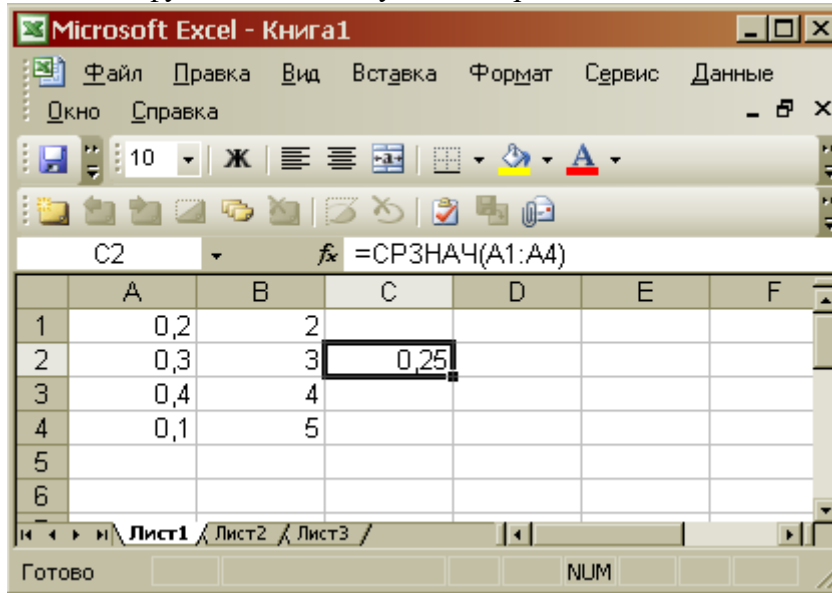 Microsoft Excel - Книга1
Файл Правка Вид Вставка Формат Сервис Данные
Окно Справка
10 Ж А
C2 fx =СРЗНАЧ(A1:A4)
A B C D E F
1 0,2 2
2 0,3 3 0,25
3 0,4 4
4 0,1 5
5
6
Лист1 Лист2 Лист3
Готово NUM